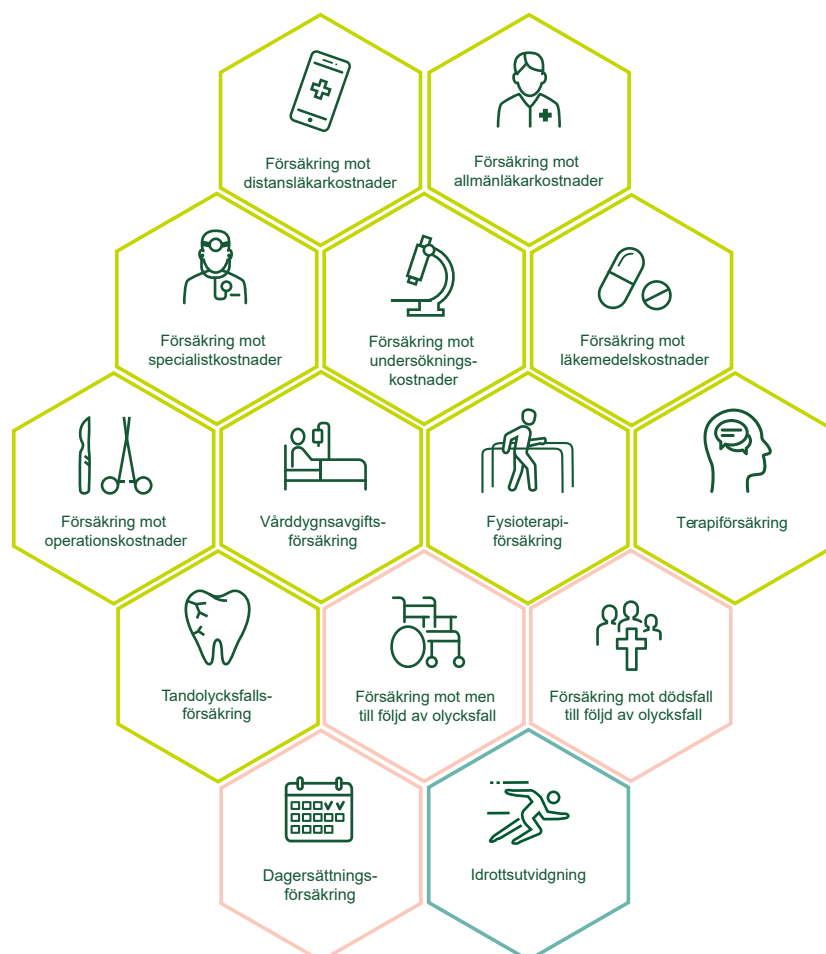 Försäkring mot
distansläkarkostnader
Försäkring mot
allmänläkarkostnader
Försäkring mot
specialistkostnader
Försäkring mot
undersöknings-
kostnader
Försäkring mot
läkemedelskostnader
Försäkring mot
operationskostnader
Vårddygnsavgifts-
försäkring
Fysioterapi-
försäkring
Terapiförsäkring
Tandolycksfalls-
försäkring
Försäkring mot men
till följd av olycksfall
Försäkring mot dödsfall
till följd av olycksfall
Dagersättnings-
försäkring
Idrottsutvidgning